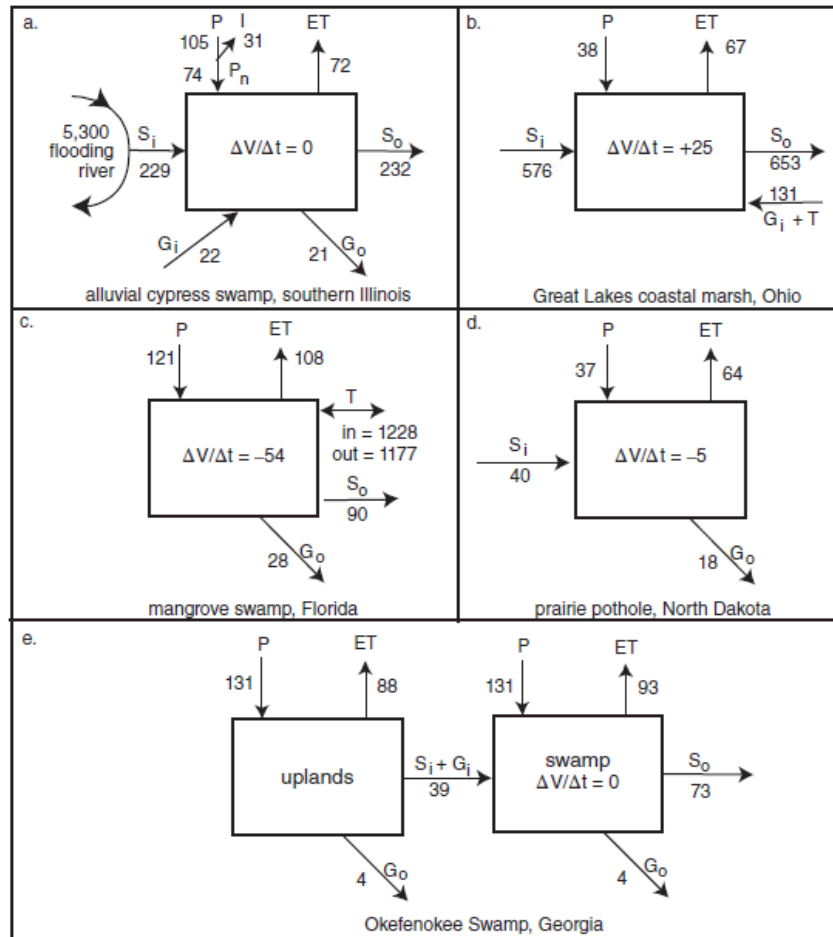 a.
P
I
ET
105
31
74
Pn
72
5,300
flooding
river
Si
229
ΔV/Δt = 0
So
232
Gi
22
21
Go
alluvial cypress swamp, southern Illinois
b.
P
ET
38
67
Si
576
ΔV/Δt = +25
So
653
131
Gi + T
Great Lakes coastal marsh, Ohio
c.
P
ET
121
108
T
in = 1228
out = 1177
ΔV/Δt = –54
So
90
28
Go
mangrove swamp, Florida
d.
P
ET
37
64
Si
40
ΔV/Δt = –5
18
Go
prairie pothole, North Dakota
e.
P
ET
131
88
uplands
Si + Gi
39
4
Go
P
ET
131
93
swamp
ΔV/Δt = 0
So
73
4
Go
Okefenokee Swamp, Georgia